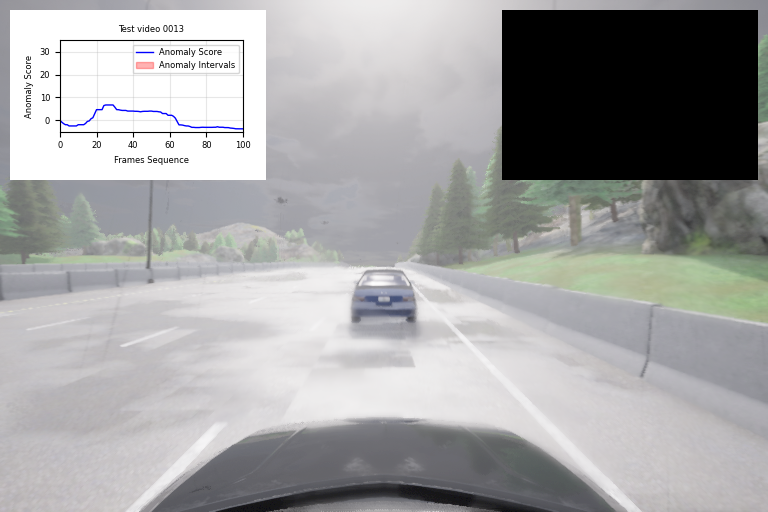 Test video 0013
Anomaly Score
30
20
10
0
Anomaly Score
Anomaly Intervals
0 20 40 60 80 100
Frames Sequence